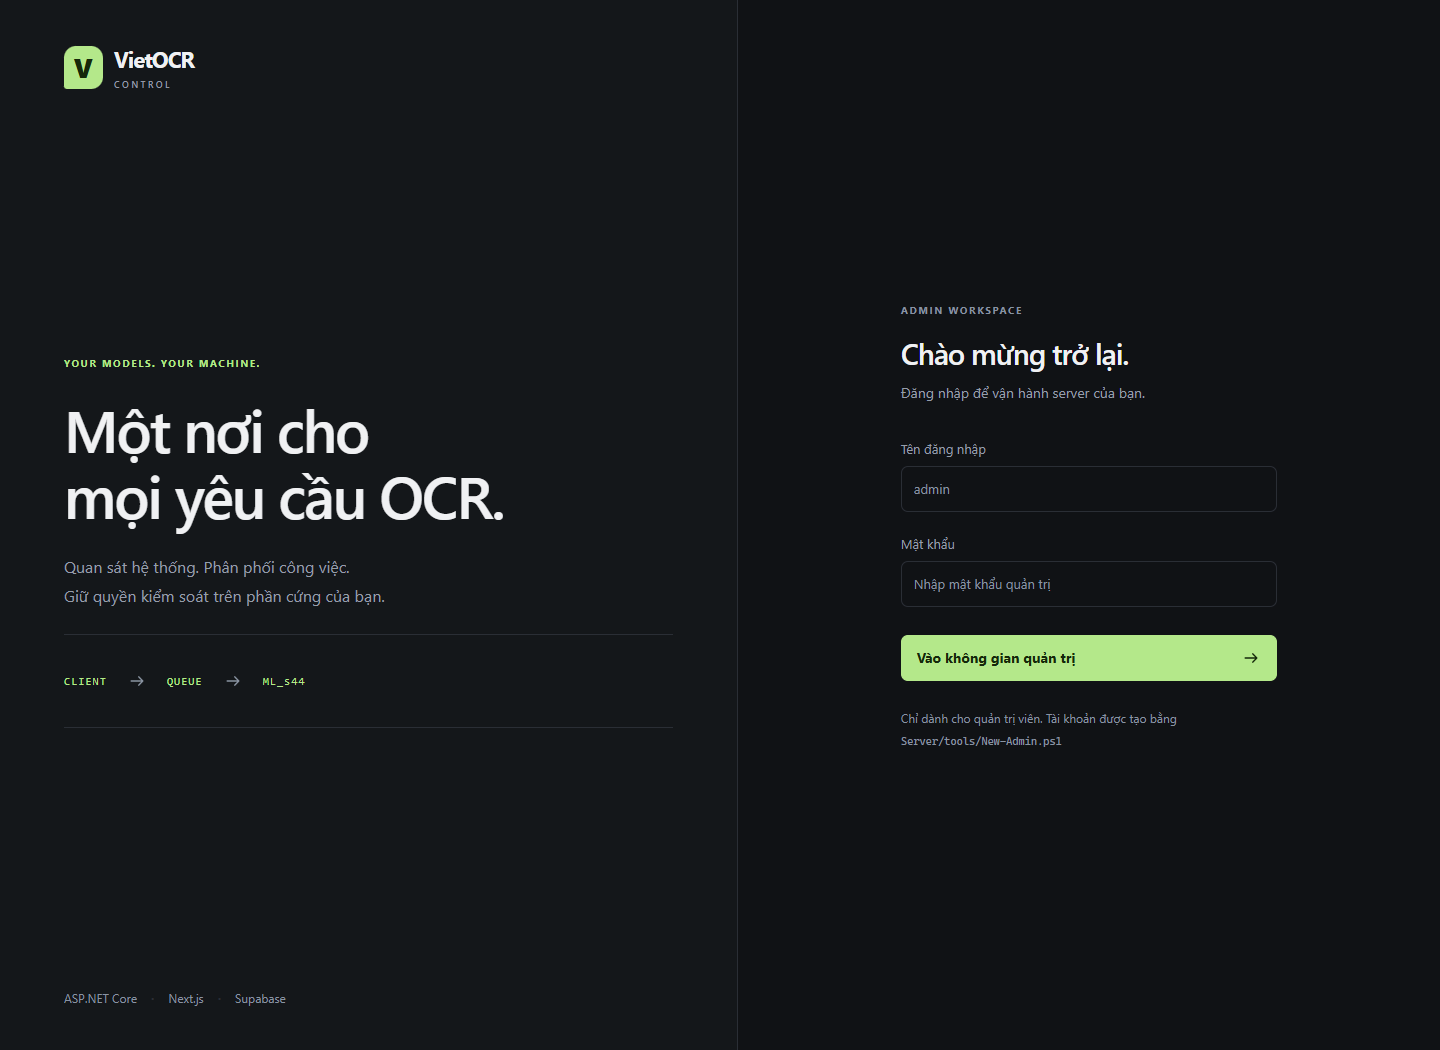 V
VietOCR
CONTROL
YOUR MODELS. YOUR MACHINE.
Một nơi cho
mọi yêu cầu OCR.
Quan sát hệ thống. Phân phối công việc.
Giữ quyền kiểm soát trên phần cứng của bạn.
CLIENT → QUEUE → ML_s44
ASP.NET Core · Next.js · Supabase
ADMIN WORKSPACE
Chào mừng trở lại.
Đăng nhập để vận hành server của bạn.
Tên đăng nhập
admin
Mật khẩu
Nhập mật khẩu quản trị
Vào không gian quản trị →
Chỉ dành cho quản trị viên. Tài khoản được tạo bằng
Server/tools/New-Admin.ps1